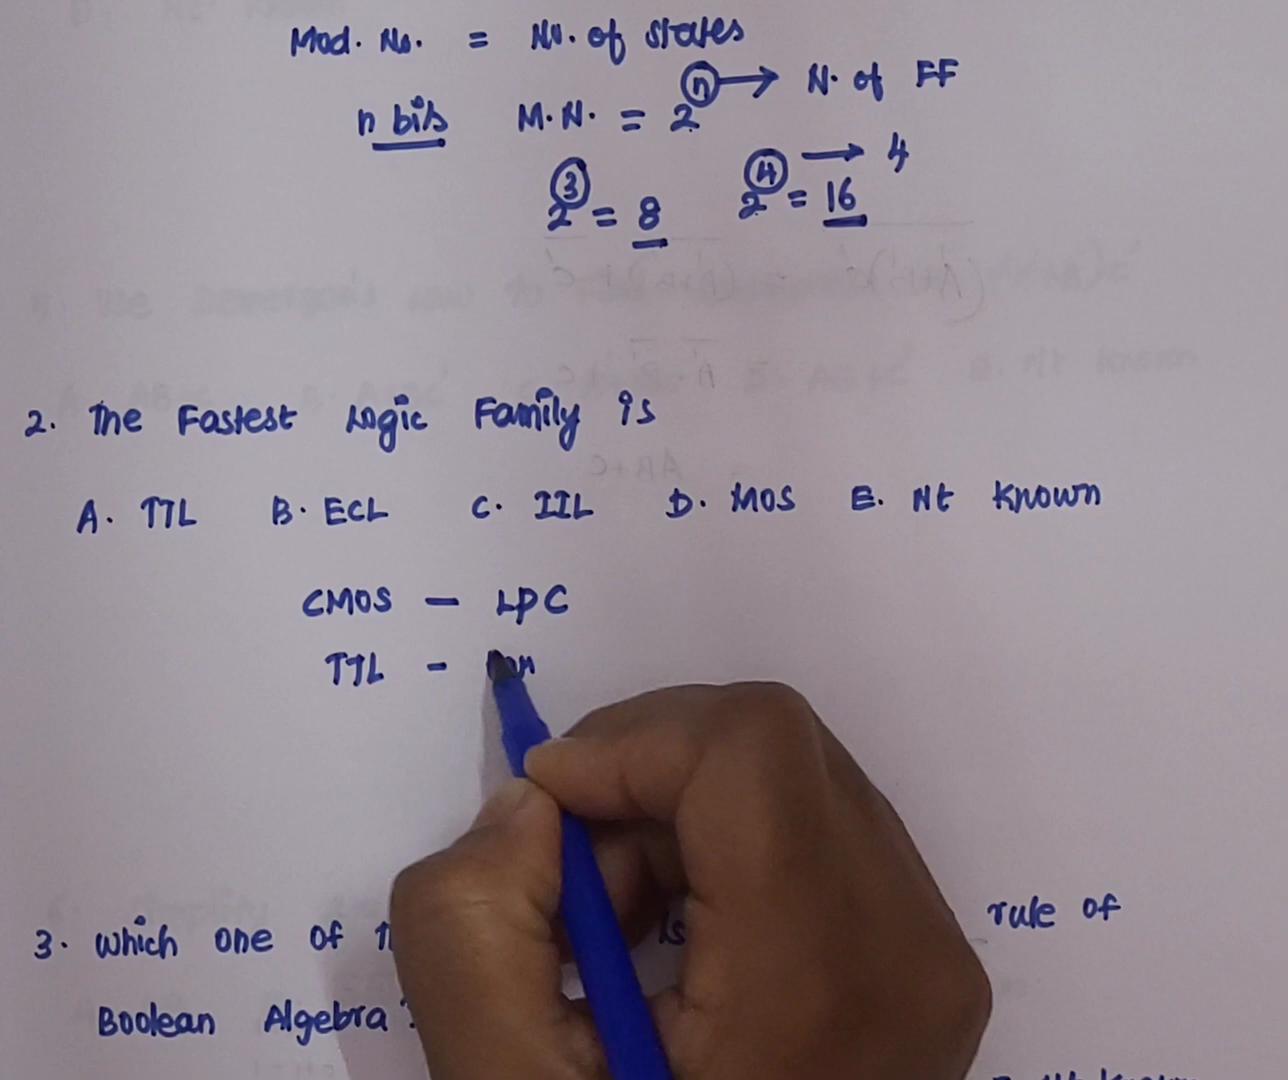 Mod. No. = No. of states
n bits M.N. = 2^n → N. of FF
2^3 = 8 2^4 = 16 → 4
2. The Fastest Logic Family is
A. TTL B. ECL C. IIL D. MOS E. Nt Known
CMOS - LPC
TTL -
3. which one of is rule of
Boolean Algebra?